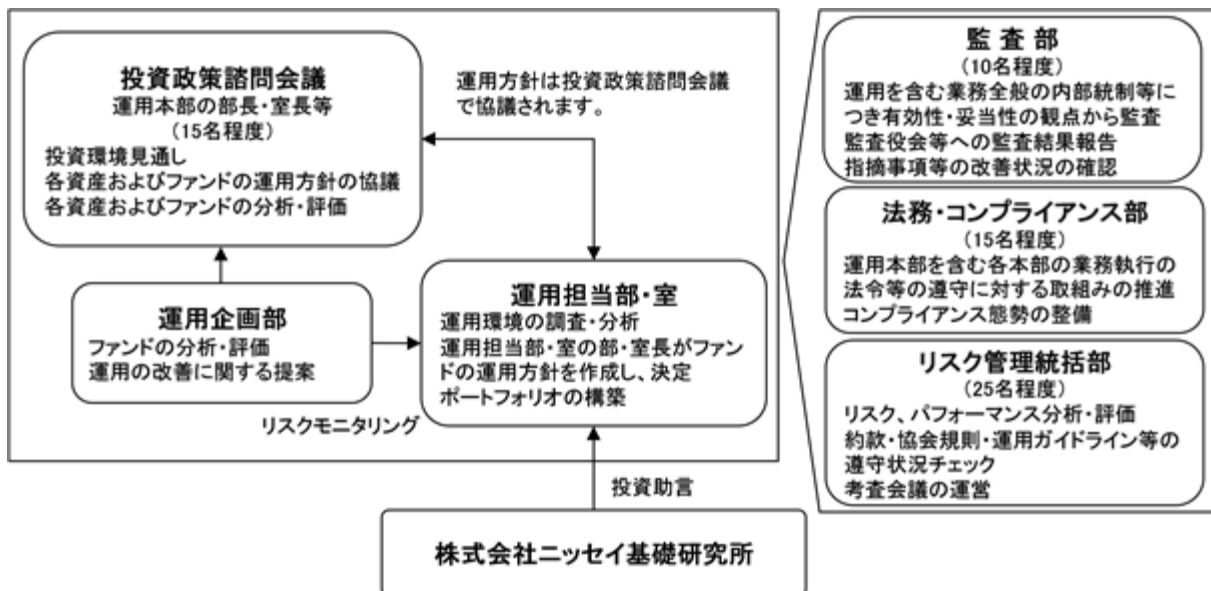 投資政策諮問会議
運用本部の部長・室長等
（15名程度）
投資環境見通し
各資産およびファンドの運用方針の協議
各資産およびファンドの分析・評価
運用方針は投資政策諮問会議
で協議されます。
運用企画部
ファンドの分析・評価
運用の改善に関する提案
運用担当部・室
運用環境の調査・分析
運用担当部・室の部・室長がファン
ドの運用方針を作成し、決定
ポートフォリオの構築
リスクモニタリング
投資助言
株式会社ニッセイ基礎研究所
監 査 部
（10名程度）
運用を含む業務全般の内部統制等に
つき有効性・妥当性の観点から監査
監査役会等への監査結果報告
指摘事項等の改善状況の確認
法務・コンプライアンス部
（15名程度）
運用本部を含む各本部の業務執行の
法令等の遵守に対する取組みの推進
コンプライアンス態勢の整備
リスク管理統括部
（25名程度）
リスク、パフォーマンス分析・評価
約款・協会規則・運用ガイドライン等の
遵守状況チェック
考査会議の運営